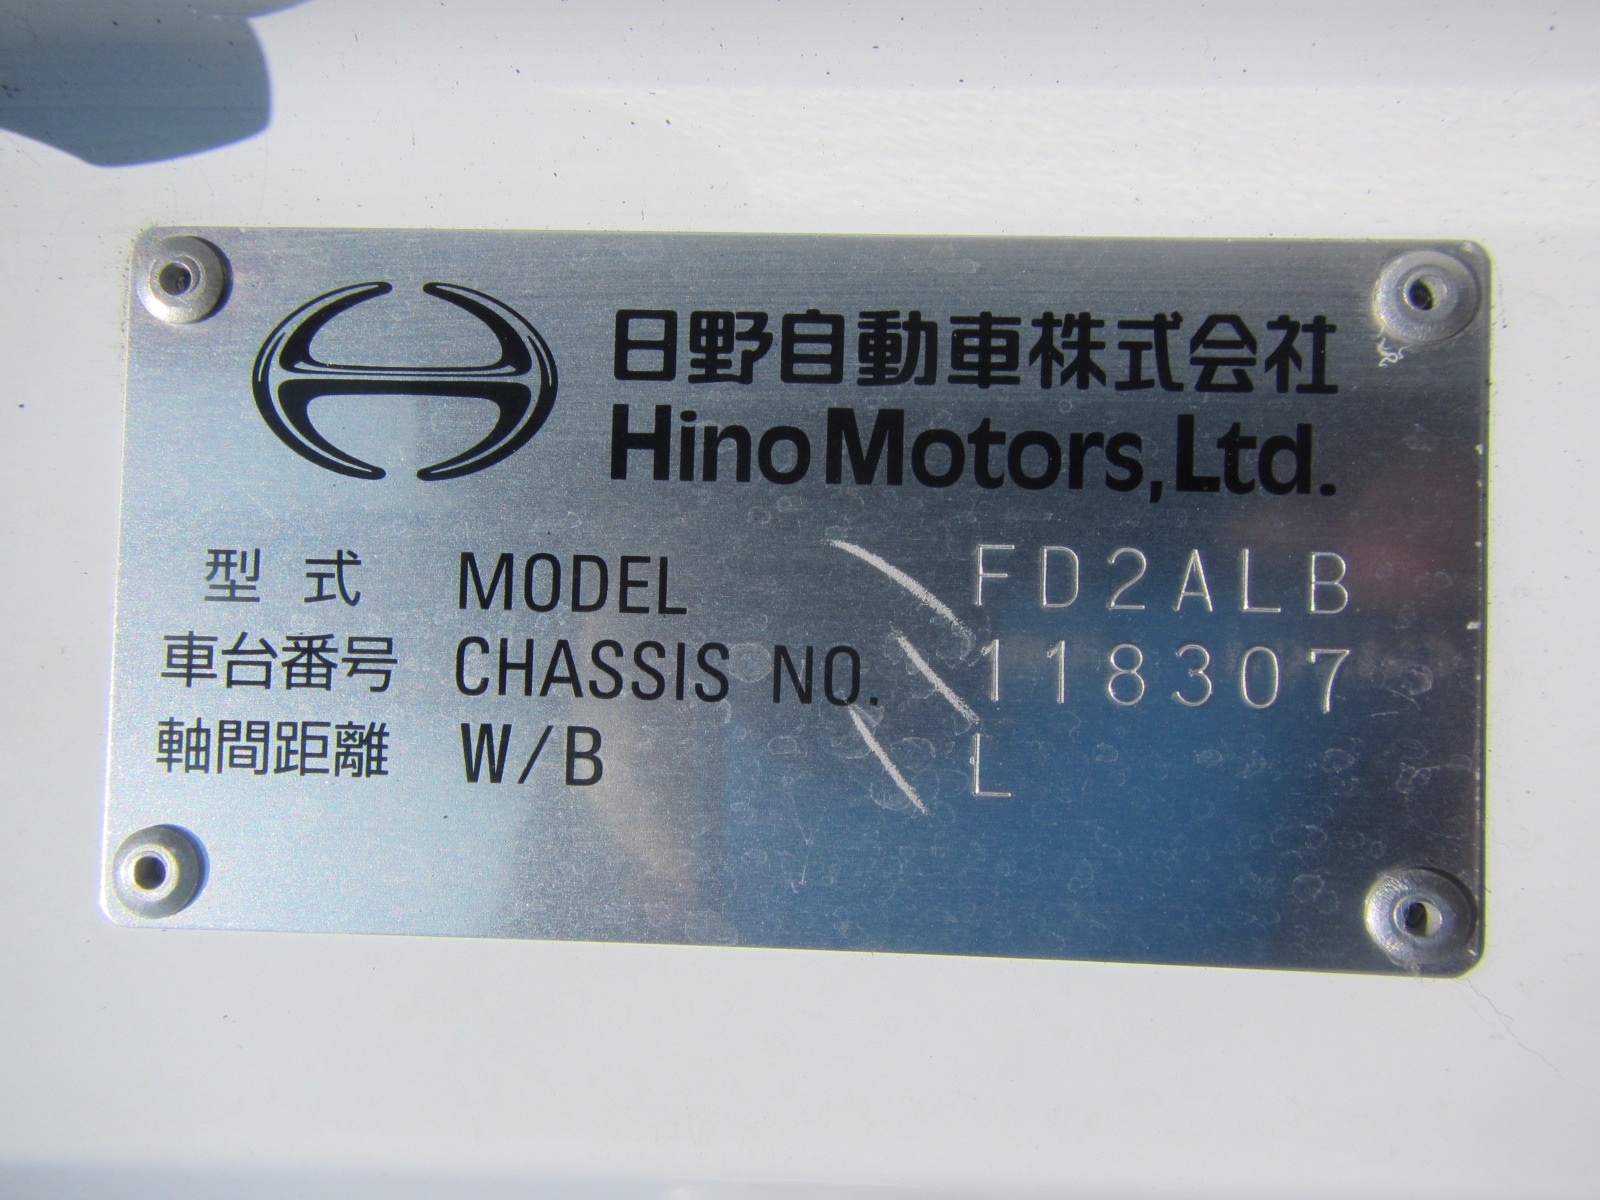 日野自動車株式会社
Hino Motors, Ltd.
型式 MODEL FD2ALB
車台番号 CHASSIS NO. 118307
軸間距離 W/B L